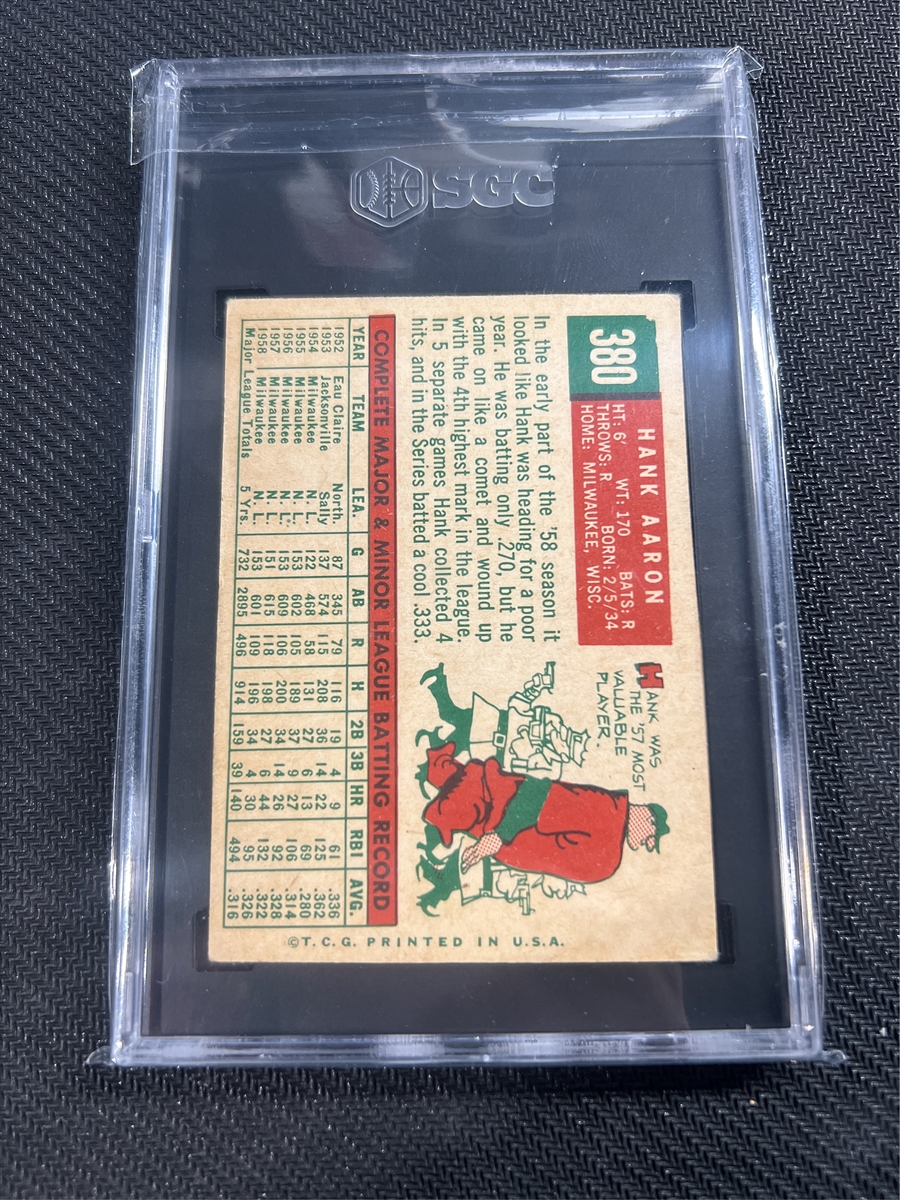 SGC
380
HANK AARON
HT: 6' WT: 170 BATS: R
THROWS: R BORN: 2/5/34
HOME: MILWAUKEE, WISC.
HANK WAS
THE '57 MOST
VALUABLE
PLAYER.
In the early part of the '58 season it
looked like Hank was heading for a poor
year. He was batting only .270, but he
came on like a comet and wound up
with the 4th highest mark in the league.
In 5 separate games Hank collected 4
hits, and in the Series batted a cool .333.
COMPLETE MAJOR & MINOR LEAGUE BATTING RECORD
YEAR TEAM LEA. G AB R H 2B 3B HR RBI AVG.
1952 Eau Claire North. 87 345 79 116 19 4 9 61 .336
1953 Jacksonville Sally 137 574 115 208 36 14 22 125 .362
1954 Milwaukee N. L. 122 468 58 131 27 6 13 69 .280
1955 Milwaukee N. L. 153 602 105 189 37 9 27 106 .314
1956 Milwaukee N. L. 153 609 106 200 34 14 26 92 .328
1957 Milwaukee N. L. 151 615 118 198 27 6 44 132 .322
1958 Milwaukee N. L. 153 601 109 196 34 4 30 95 .326
Major League Totals 5 Yrs. 732 2895 496 914 159 39 140 494 .316
©T.C.G. PRINTED IN U.S.A.